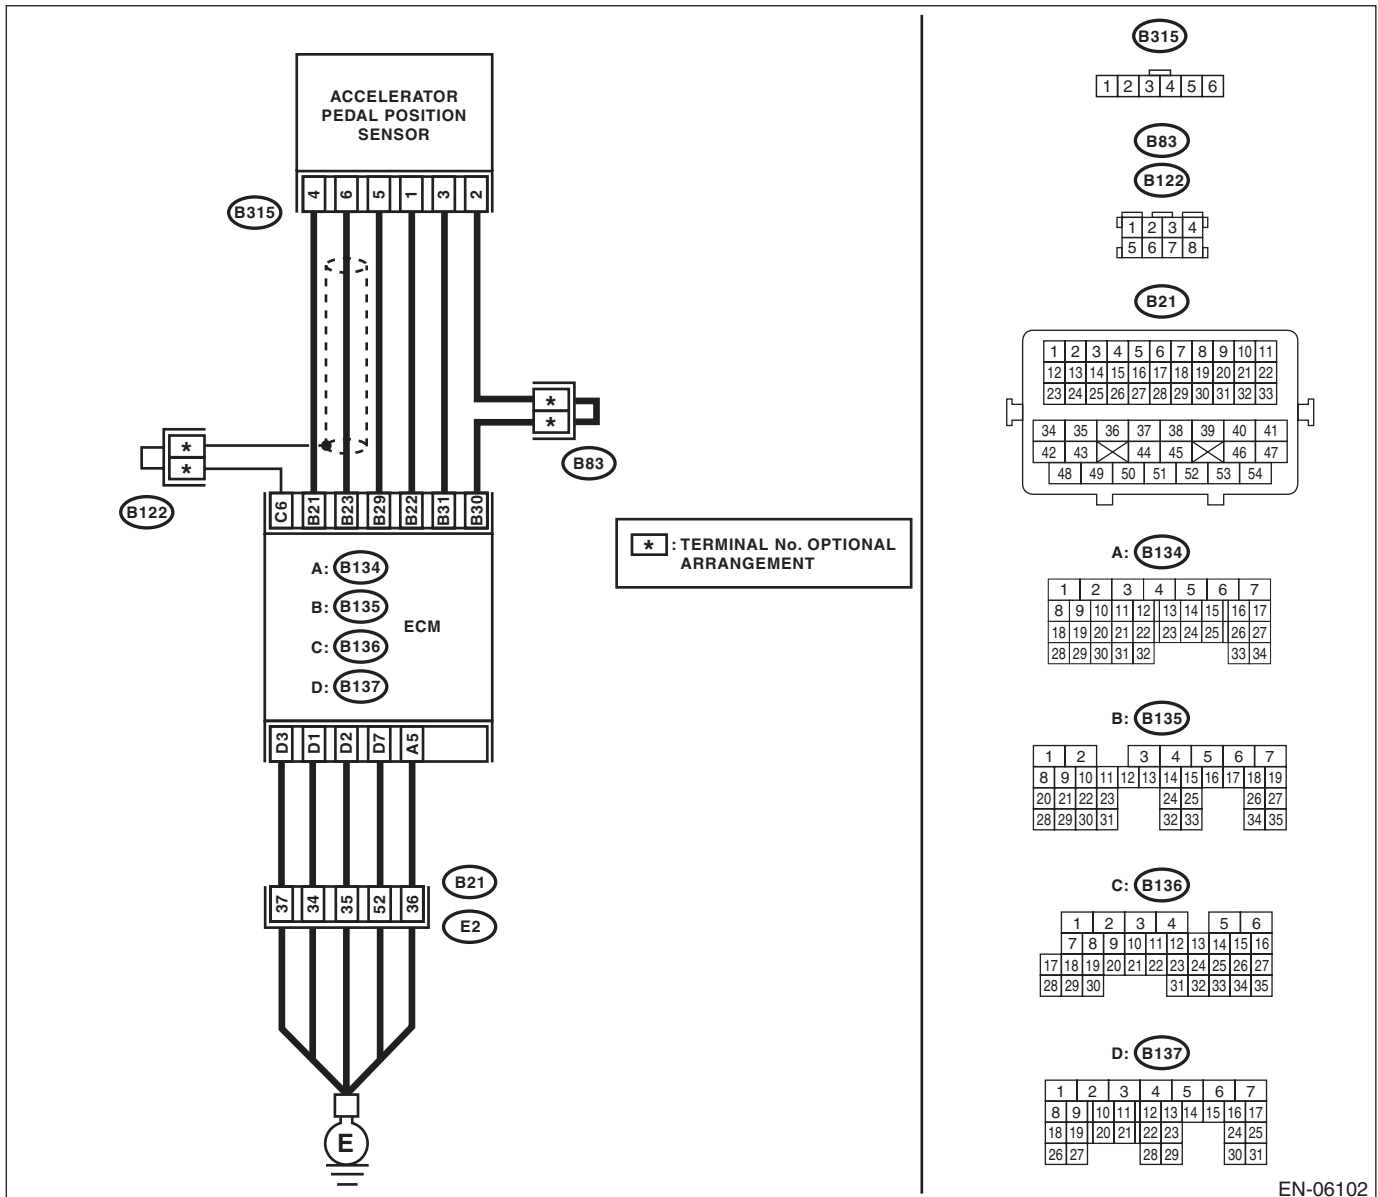 ACCELERATOR
PEDAL POSITION
SENSOR
4 6 5 1 3 2
B315
*
*
B83
*
*
B122
C6 B21 B23 B29 B22 B31 B30
A: B134
B: B135
C: B136
D: B137
ECM
* : TERMINAL No. OPTIONAL
ARRANGEMENT
D3 D1 D2 D7 A5
37 34 35 52 36
B21
E2
E
B315
1 2 3 4 5 6
B83
B122
1 2 3 4
5 6 7 8
B21
1 2 3 4 5 6 7 8 9 10 11
12 13 14 15 16 17 18 19 20 21 22
23 24 25 26 27 28 29 30 31 32 33
34 35 36 37 38 39 40 41
42 43 44 45 46 47
48 49 50 51 52 53 54
A: B134
1 2 3 4 5 6 7
8 9 10 11 12 13 14 15 16 17
18 19 20 21 22 23 24 25 26 27
28 29 30 31 32 33 34
B: B135
1 2 3 4 5 6 7
8 9 10 11 12 13 14 15 16 17 18 19
20 21 22 23 24 25 26 27
28 29 30 31 32 33 34 35
C: B136
1 2 3 4 5 6
7 8 9 10 11 12 13 14 15 16
17 18 19 20 21 22 23 24 25 26 27
28 29 30 31 32 33 34 35
D: B137
1 2 3 4 5 6 7
8 9 10 11 12 13 14 15 16 17
18 19 20 21 22 23 24 25
26 27 28 29 30 31
EN-06102